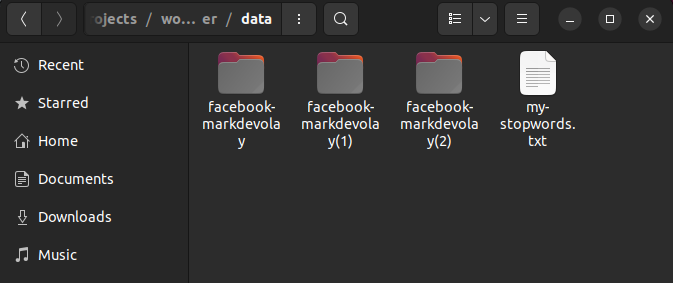 ojects / wo... er / data
Recent
Starred
Home
Documents
Downloads
Music
facebook-
markdevola
y
facebook-
markdevola
y(1)
facebook-
markdevola
y(2)
my-
stopwords.
txt